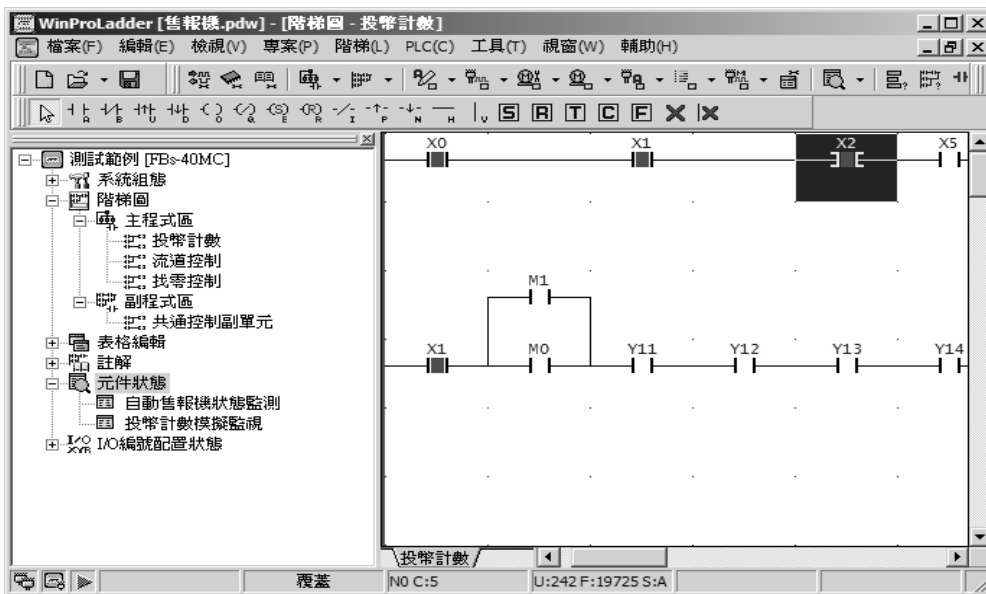 WinProLadder [售報機.pdw] - [階梯圖 - 投幣計數]
檔案(F) 編輯(E) 檢視(V) 專案(P) 階梯(L) PLC(C) 工具(T) 視窗(W) 輔助(H)
A B U D Q E R I P N H V S R T C F
測試範例 [FBs-40MC]
系統組態
階梯圖
主程式區
投幣計數
流道控制
找零控制
副程式區
共通控制副單元
表格編輯
註解
元件狀態
自動售報機狀態監測
投幣計數模擬監視
I/O編號配置狀態
X0 X1 X2 X5
M1
X1 M0 Y11 Y12 Y13 Y14
投幣計數
覆蓋 N0 C:5 U:242 F:19725 S:A